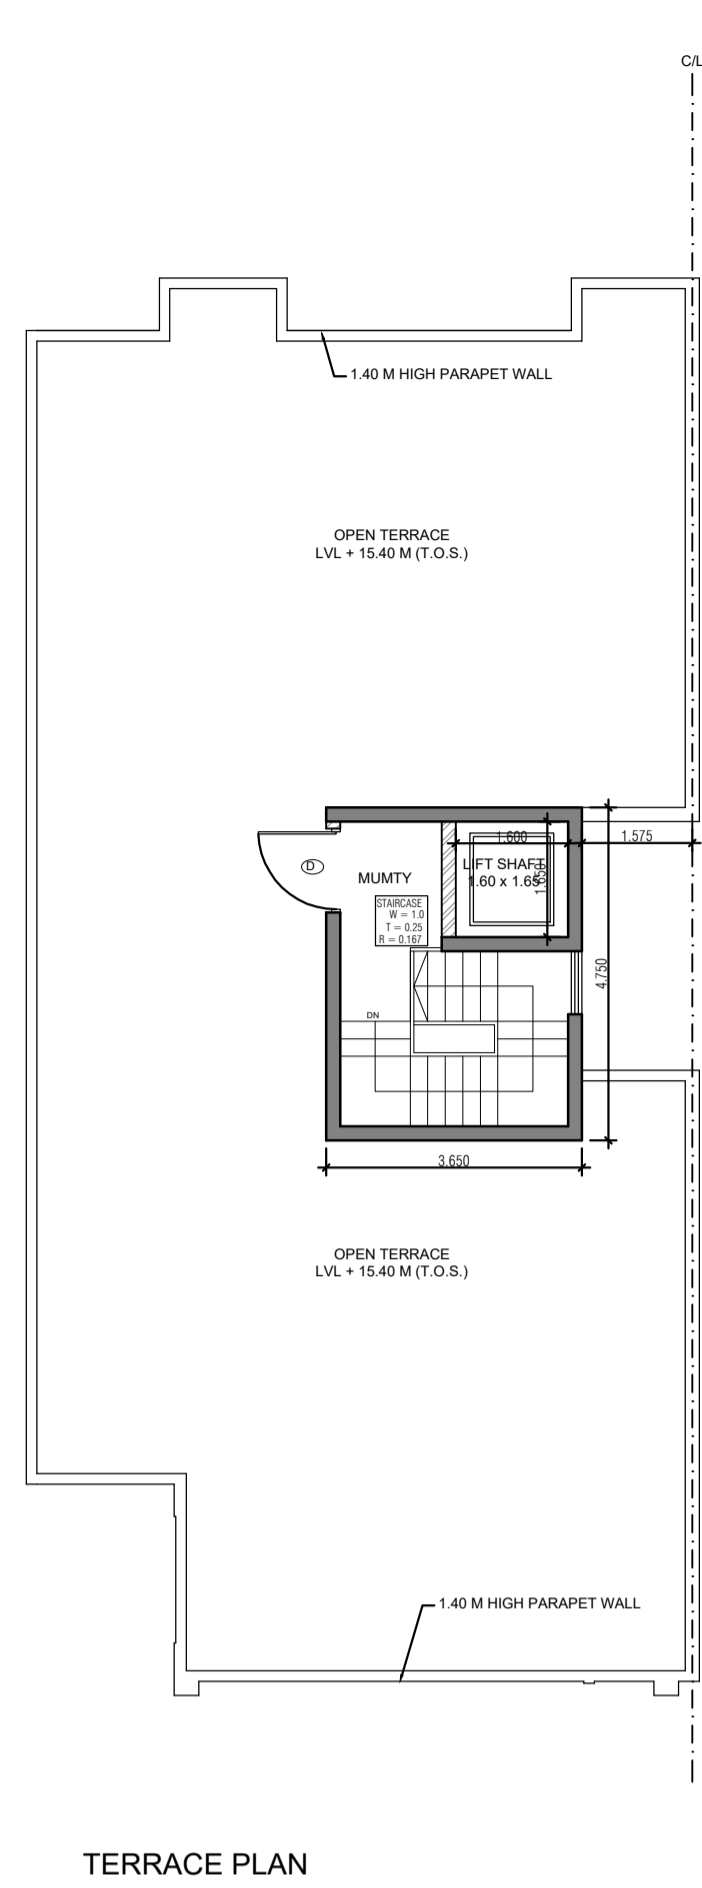 C/L
1.40 M HIGH PARAPET WALL
OPEN TERRACE
LVL + 15.40 M (T.O.S.)
1.600
1.575
D
MUMTY
LIFT SHAFT
1.60 x 1.65
1.650
STAIRCASE
W = 1.0
T = 0.25
R = 0.167
4.750
DN
3.650
OPEN TERRACE
LVL + 15.40 M (T.O.S.)
1.40 M HIGH PARAPET WALL
TERRACE PLAN